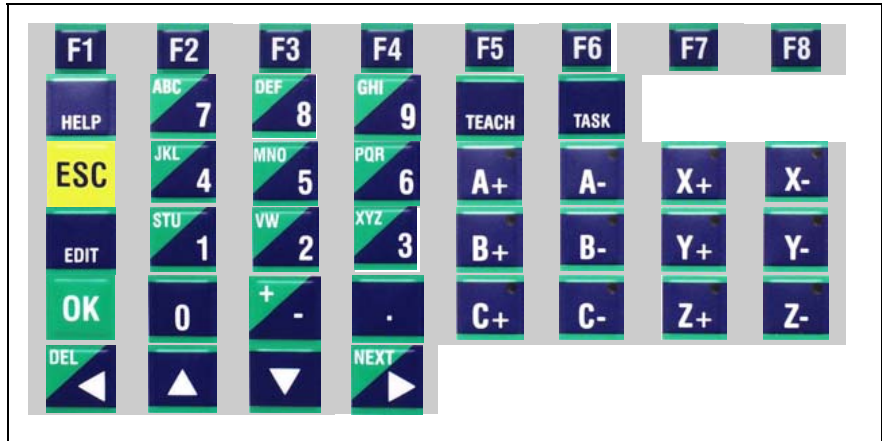 F1 F2 F3 F4 F5 F6 F7 F8
HELP ABC 7 DEF 8 GHI 9 TEACH TASK
ESC JKL 4 MNO 5 PQR 6 A+ A- X+ X-
EDIT STU 1 VW 2 XYZ 3 B+ B- Y+ Y-
OK 0 + - . C+ C- Z+ Z-
DEL NEXT